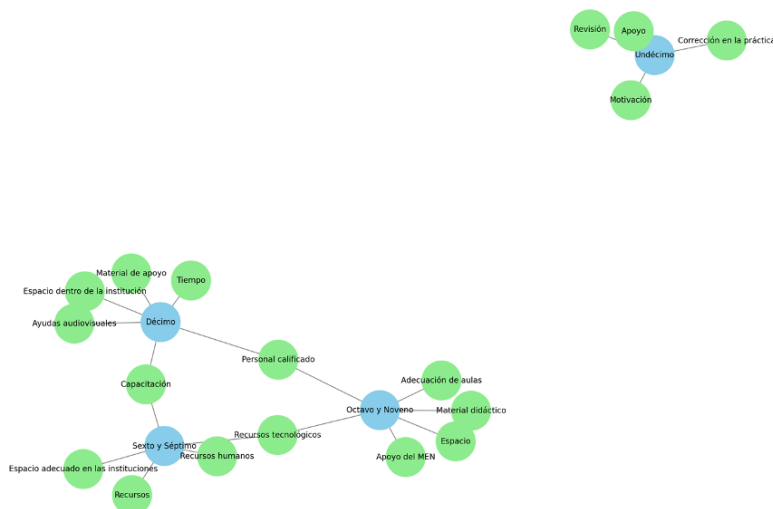 Revisión
Apoyo
Corrección en la práctica
Undécimo
Motivación
Material de apoyo
Tiempo
Espacio dentro de la institución
Ayudas audiovisuales
Décimo
Personal calificado
Capacitación
Adecuación de aulas
Octavo y Noveno
Material didáctico
Recursos tecnológicos
Espacio
Sexto y Séptimo
Recursos humanos
Apoyo del MEN
Espacio adecuado en las instituciones
Recursos